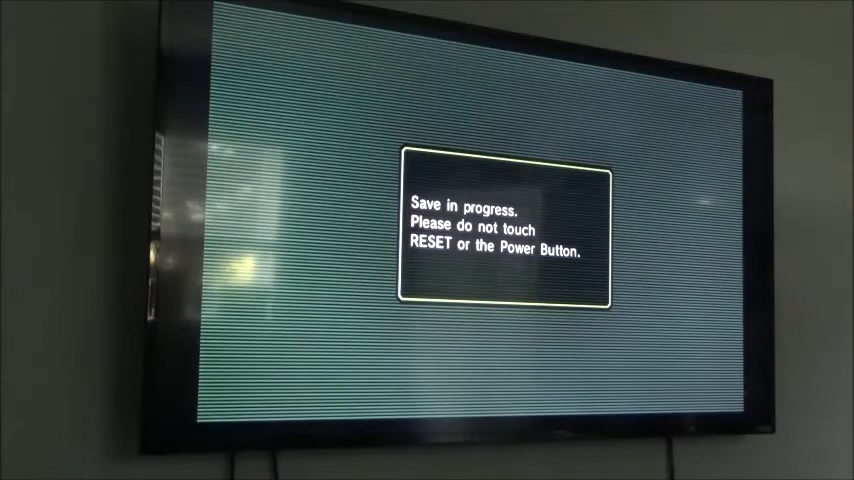 Save in progress.
Please do not touch
RESET or the Power Button.